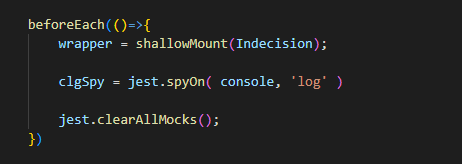 beforeEach(()=>{
wrapper = shallowMount(Indecision);
clgSpy = jest.spyOn( console, 'log' )
jest.clearAllMocks();
})